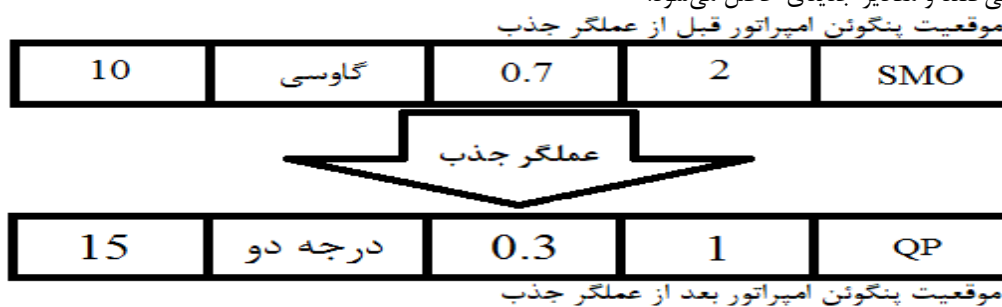 موقعیت پنگوئن امپراتور قبل از عملگر جذب
SMO 2 0.7 گاوسی 10
عملگر جذب
QP 1 0.3 درجه دو 15
موقعیت پنگوئن امپراتور بعد از عملگر جذب